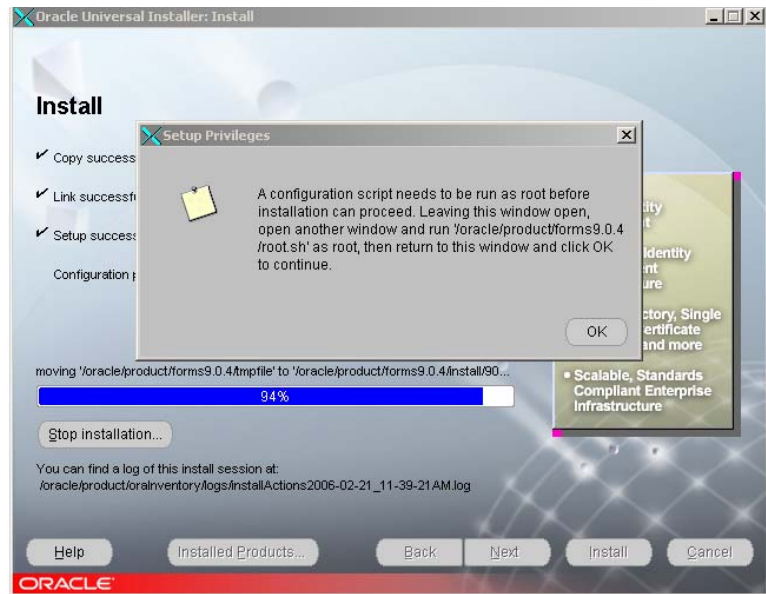 Oracle Universal Installer: Install
Install
Setup Privileges
Copy success
Link successf
Setup success
Configuration p
A configuration script needs to be run as root before
installation can proceed. Leaving this window open,
open another window and run '/oracle/product/forms9.0.4
/root.sh' as root, then return to this window and click OK
to continue.
OK
Identity
ctory, Single
ertificate
and more
• Scalable, Standards
Compliant Enterprise
Infrastructure
moving '/oracle/product/forms9.0.4/tmpfile' to '/oracle/product/forms9.0.4/install/90...
94%
Stop installation...
You can find a log of this install session at:
/oracle/product/oraInventory/logs/installActions2006-02-21_11-39-21AM.log
Help
Installed Products...
Back
Next
Install
Cancel
ORACLE